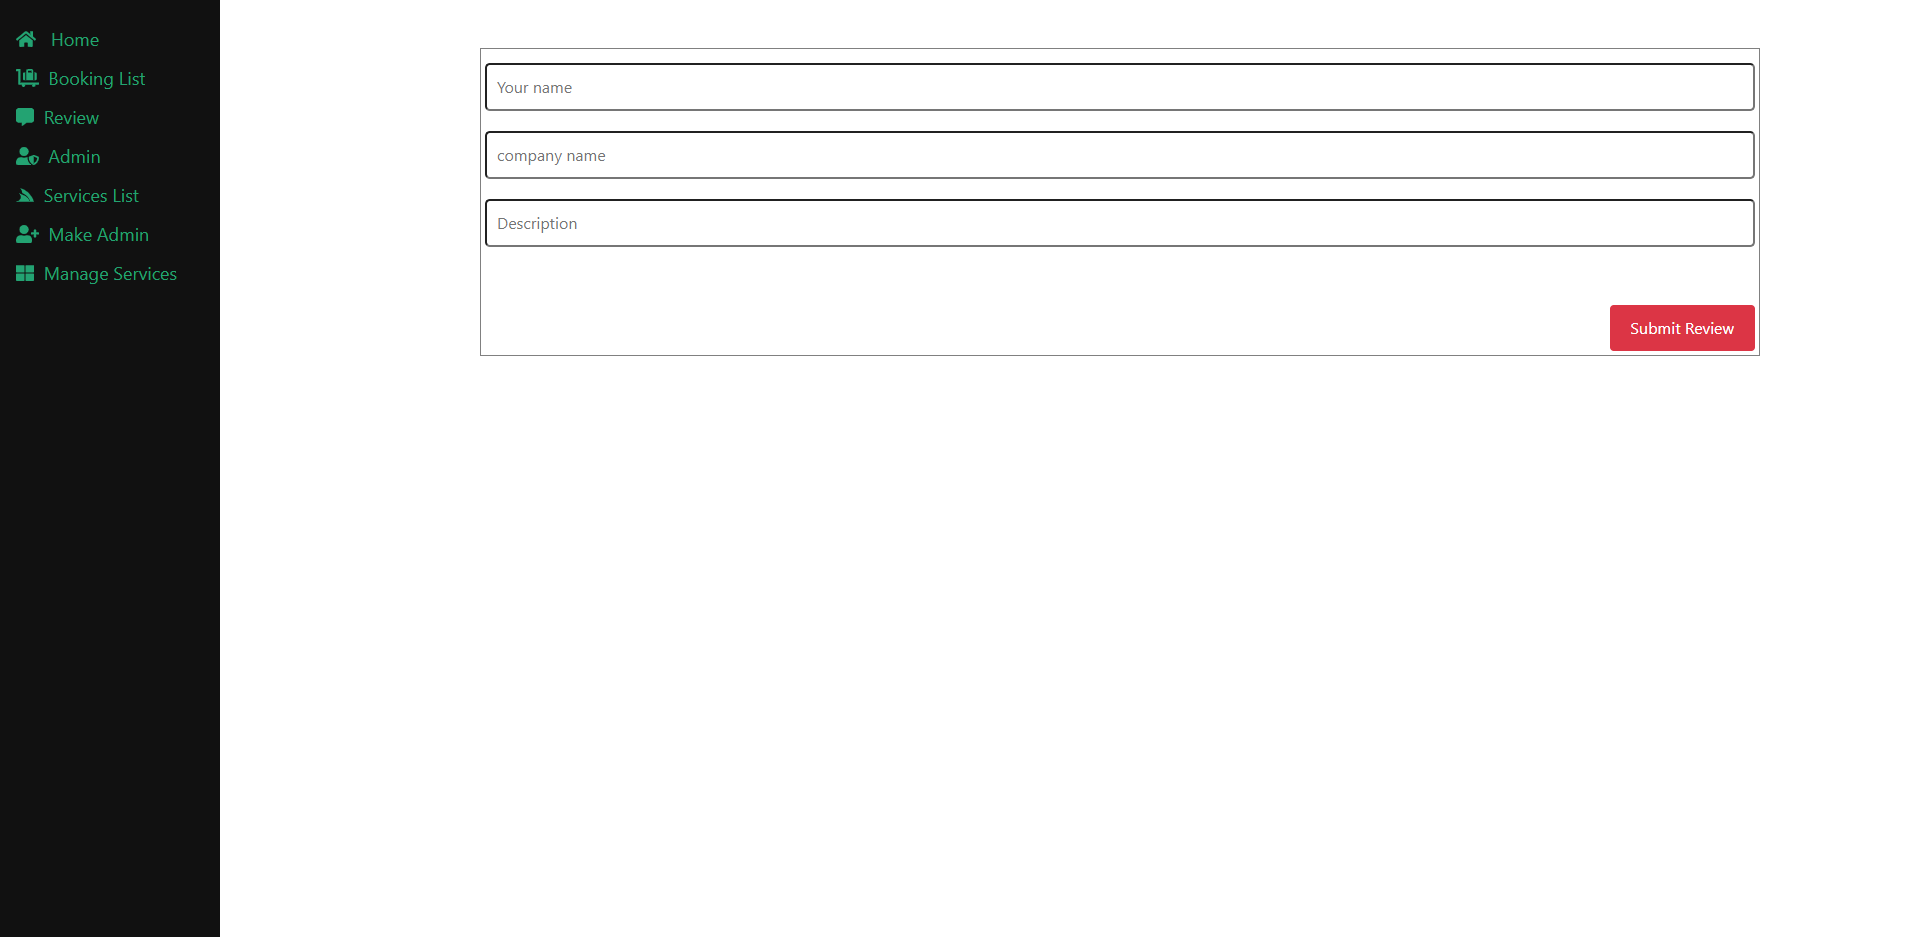 Home
Booking List
Review
Admin
Services List
Make Admin
Manage Services
Your name
company name
Description
Submit Review